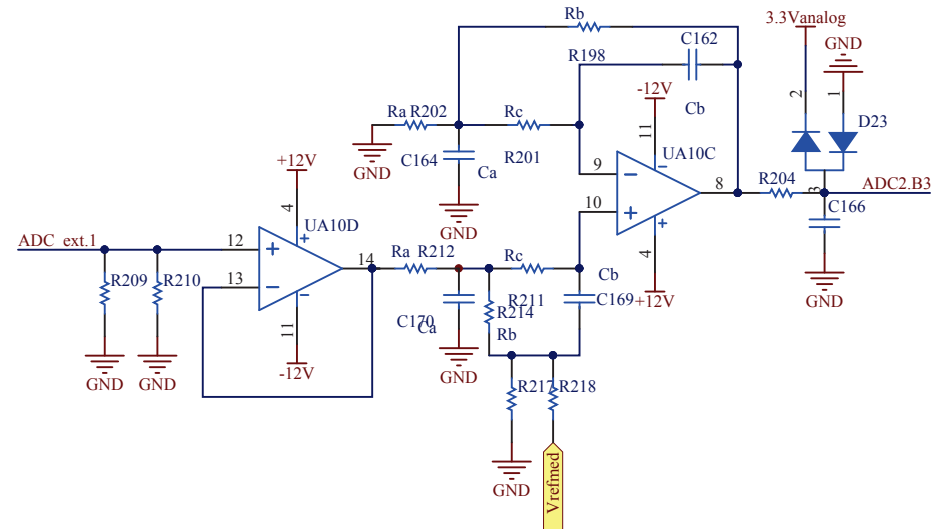 Rb
3.3Vanalog
GND
R198
C162
-12V
Cb
2
1
D23
Ra R202
Rc
11
GND
C164
Ca
R201
9
UA10C
8
R204
3
ADC2.B3
+12V
GND
10
C166
4
UA10D
ADC_ext.1
12
14
Ra R212
Rc
Cb
4
GND
13
R209
R210
R211
C169
+12V
C170
Ca
R214
11
Rb
GND
GND
-12V
GND
R217
R218
GND
Vrefmed